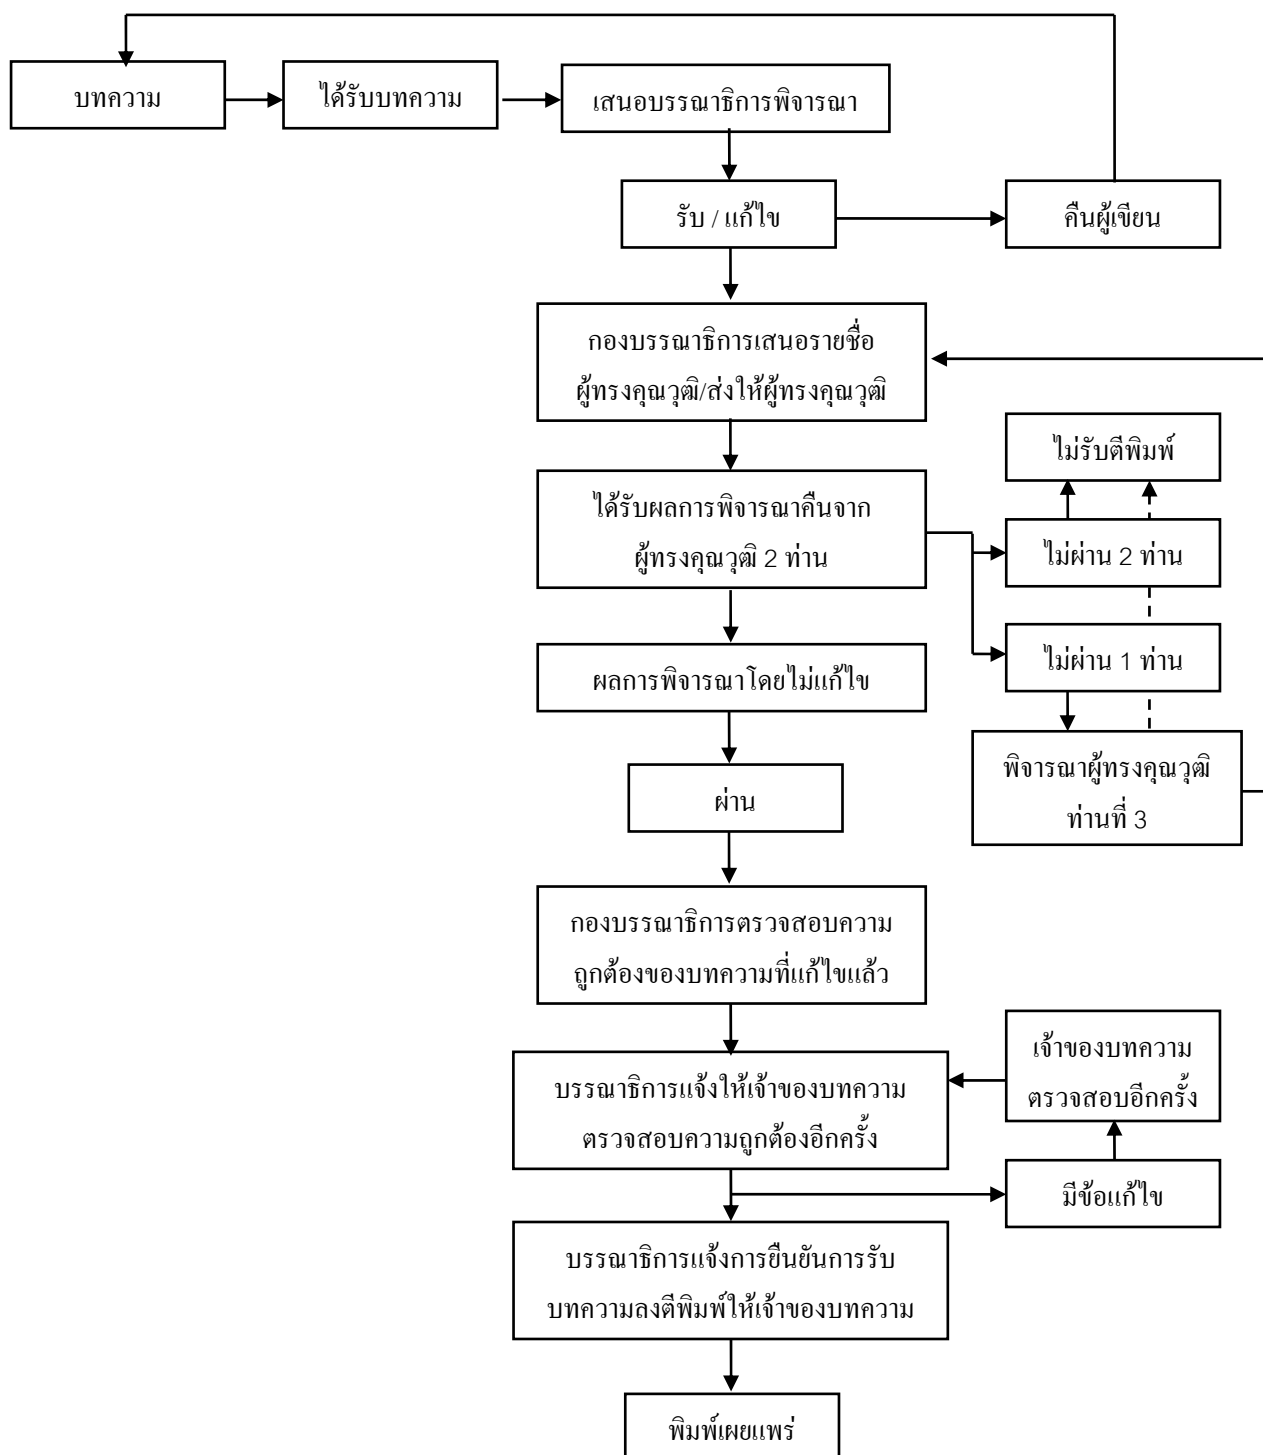 บทความ
ได้รับบทความ
เสนอบรรณาธิการพิจารณา
รับ / แก้ไข
คืนผู้เขียน
กองบรรณาธิการเสนอรายชื่อ
ผู้ทรงคุณวุฒิ/ส่งให้ผู้ทรงคุณวุฒิ
ไม่รับตีพิมพ์
ได้รับผลการพิจารณาคืนจาก
ผู้ทรงคุณวุฒิ 2 ท่าน
ไม่ผ่าน 2 ท่าน
ไม่ผ่าน 1 ท่าน
ผลการพิจารณาโดยไม่แก้ไข
พิจารณาผู้ทรงคุณวุฒิ
ท่านที่ 3
ผ่าน
กองบรรณาธิการตรวจสอบความ
ถูกต้องของบทความที่แก้ไขแล้ว
เจ้าของบทความ
ตรวจสอบอีกครั้ง
บรรณาธิการแจ้งให้เจ้าของบทความ
ตรวจสอบความถูกต้องอีกครั้ง
มีข้อแก้ไข
บรรณาธิการแจ้งการยืนยันการรับ
บทความลงตีพิมพ์ให้เจ้าของบทความ
พิมพ์เผยแพร่